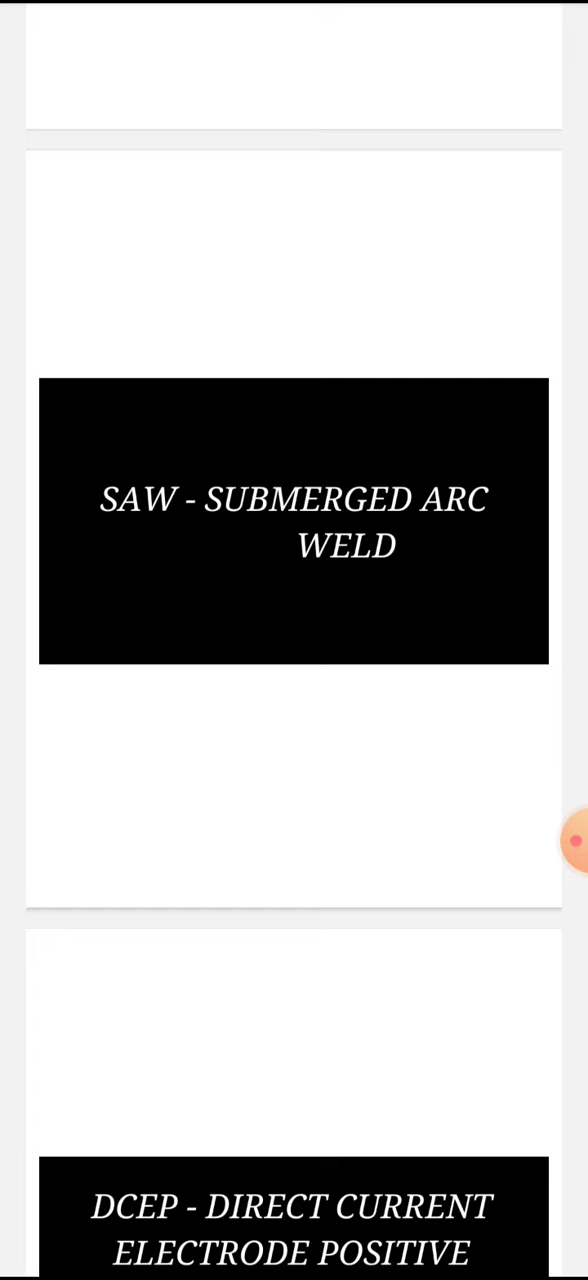 SAW - SUBMERGED ARC
WELD
DCEP - DIRECT CURRENT
ELECTRODE POSITIVE